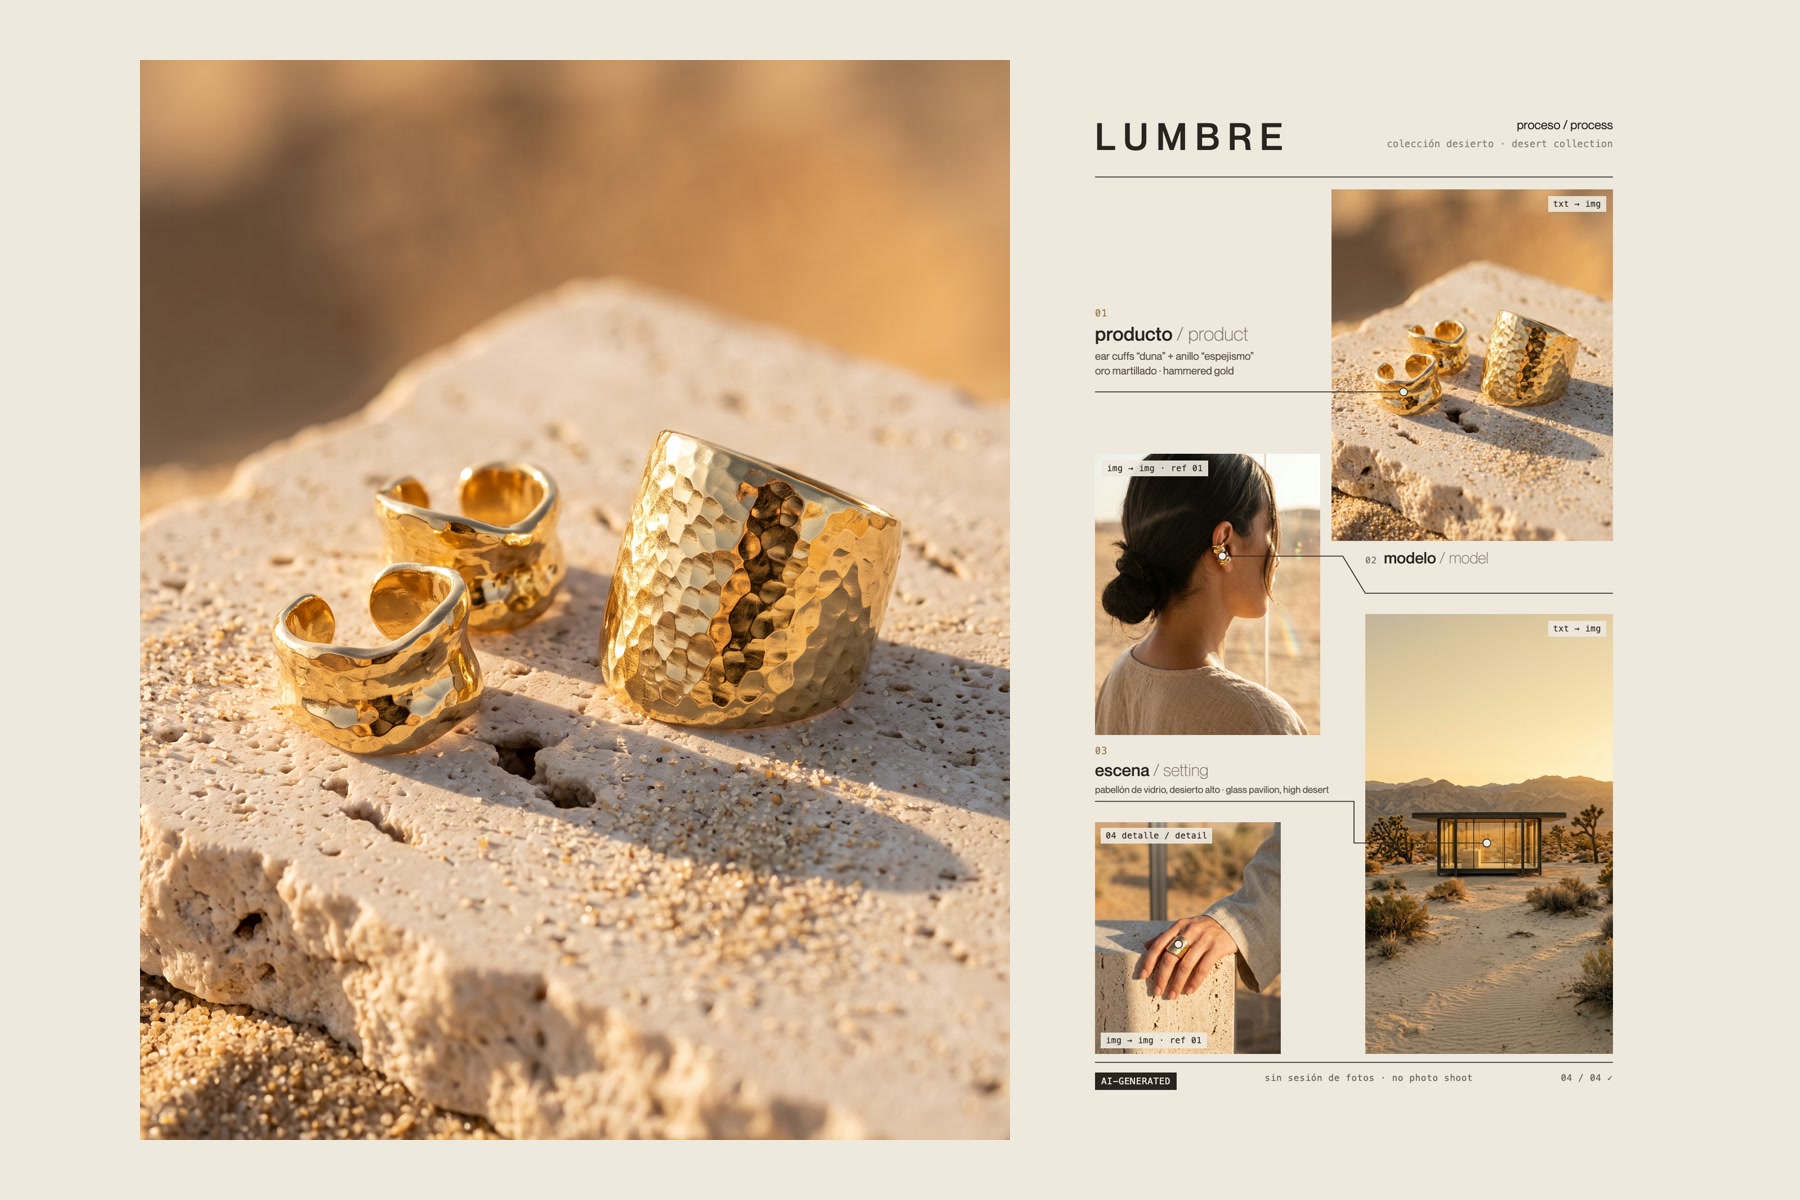 LUMBRE
proceso / process
colección desierto · desert collection
txt → img
01
producto / product
ear cuffs “duna” + anillo “espejismo”
oro martillado · hammered gold
img → img · ref 01
02 modelo / model
txt → img
03
escena / setting
pabellón de vidrio, desierto alto · glass pavilion, high desert
04 detalle / detail
img → img · ref 01
AI-GENERATED
sin sesión de fotos · no photo shoot
04 / 04 ✓